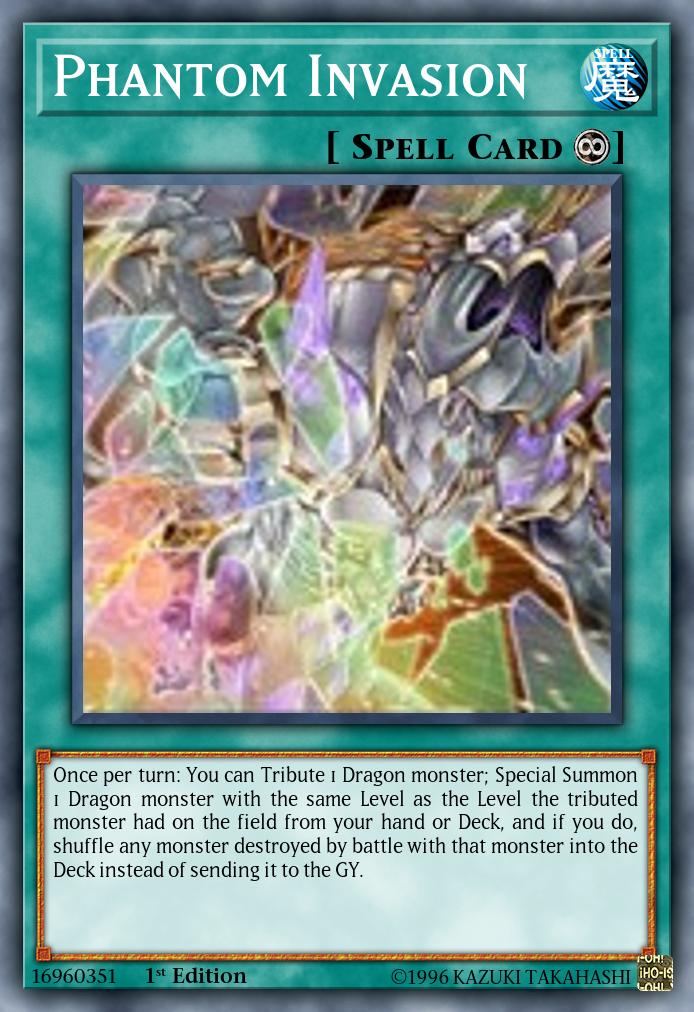 Phantom Invasion
SPELL
魔
[ Spell Card ]
Once per turn: You can Tribute 1 Dragon monster; Special Summon
1 Dragon monster with the same Level as the Level the tributed
monster had on the field from your hand or Deck, and if you do,
shuffle any monster destroyed by battle with that monster into the
Deck instead of sending it to the GY.
16960351 1st Edition ©1996 KAZUKI TAKAHASHI